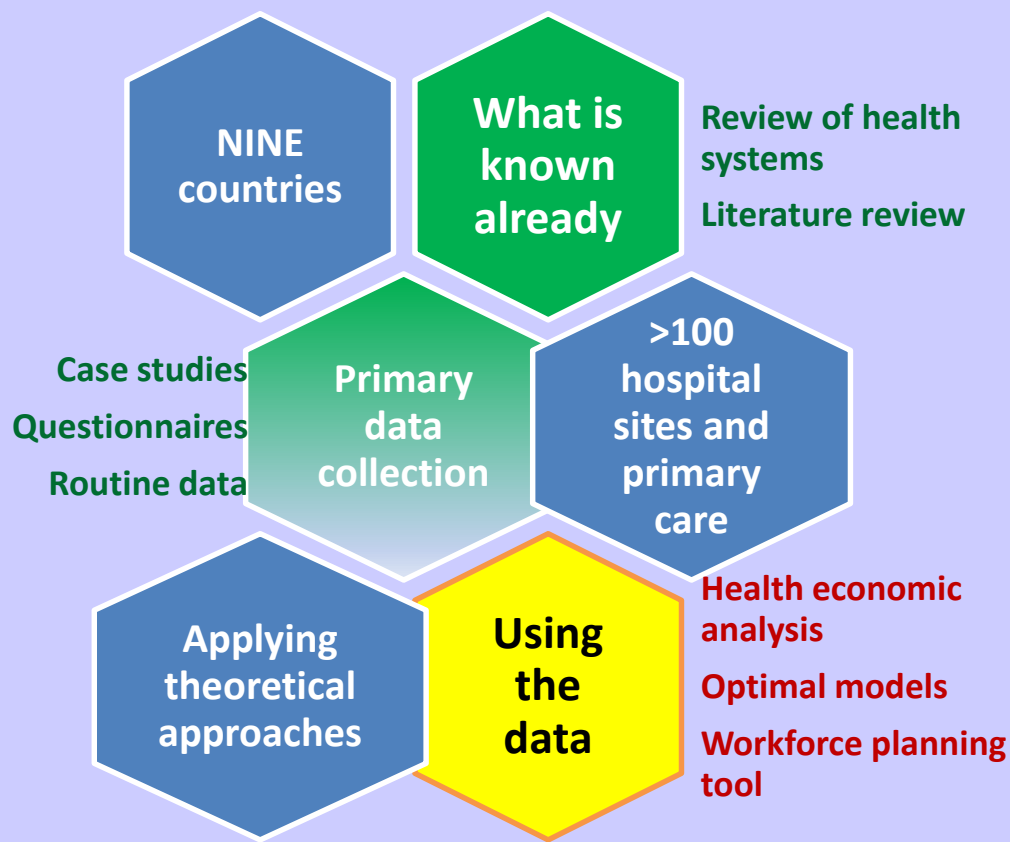 NINE
countries
What is
known
already
Review of health
systems
Literature review
Case studies
Questionnaires
Routine data
Primary
data
collection
>100
hospital
sites and
primary
care
Applying
theoretical
approaches
Using
the
data
Health economic
analysis
Optimal models
Workforce planning
tool